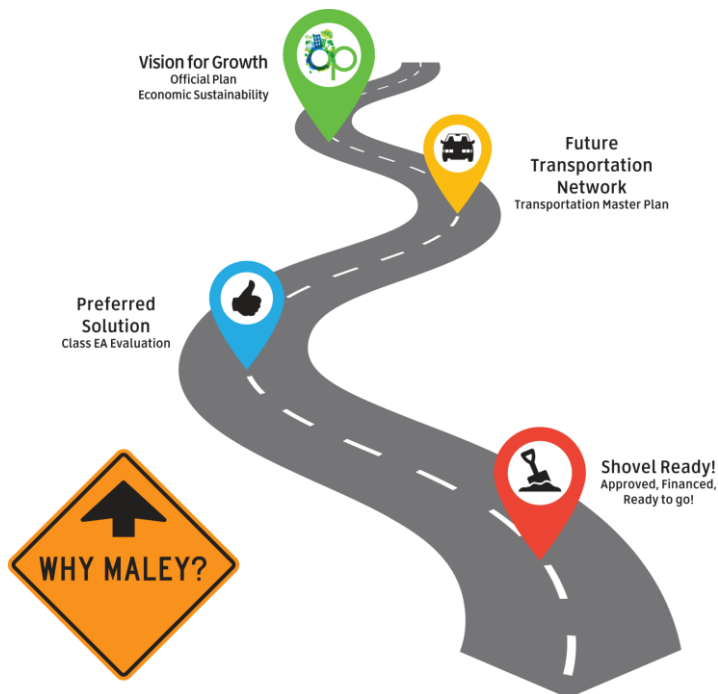 Vision for Growth
Official Plan
Economic Sustainability
op
Future
Transportation
Network
Transportation Master Plan
Preferred
Solution
Class EA Evaluation
Shovel Ready!
Approved, Financed,
Ready to go!
WHY MALEY?